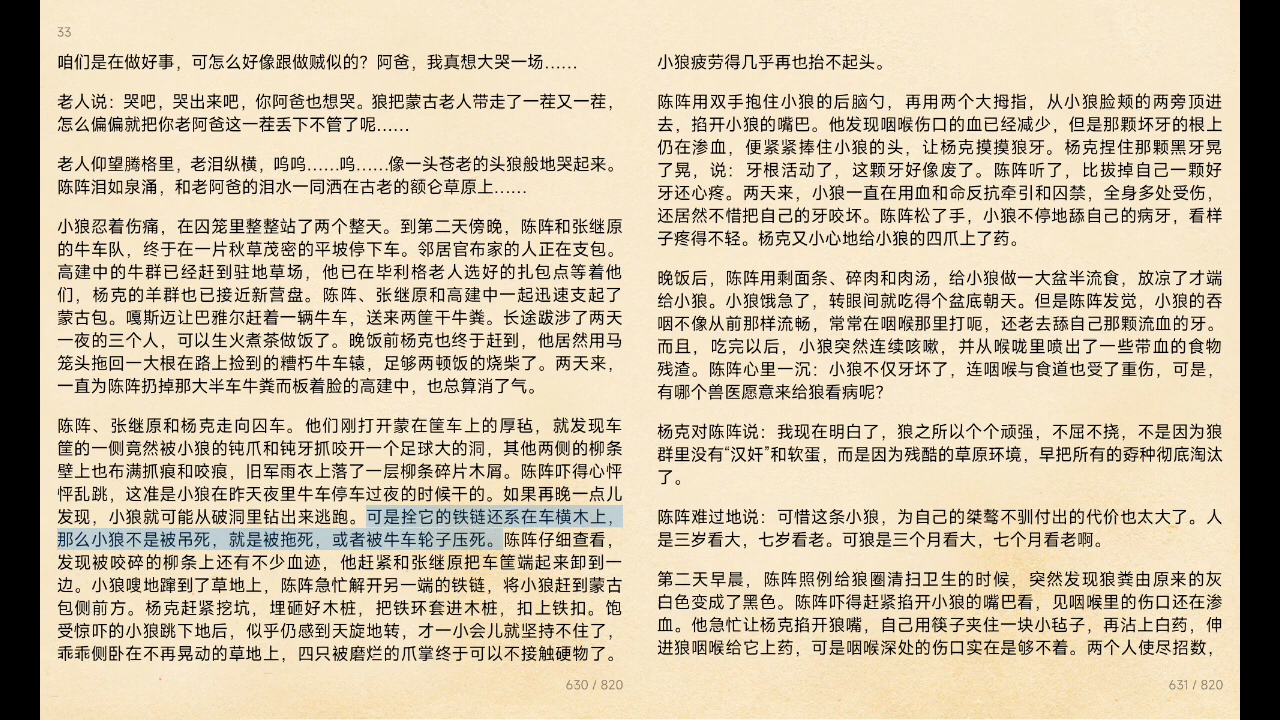 33
咱们是在做好事，可怎么好像跟做贼似的？阿爸，我真想大哭一场……
老人说：哭吧，哭出来吧，你阿爸也想哭。狼把蒙古老人带走了一茬又一茬，
怎么偏偏就把你老阿爸这一茬丢下不管了呢……
老人仰望腾格里，老泪纵横，呜呜……呜……像一头苍老的头狼般地哭起来。
陈阵泪如泉涌，和老阿爸的泪水一同洒在古老的额仑草原上……
小狼忍着伤痛，在囚笼里整整站了两个整天。到第二天傍晚，陈阵和张继原
的牛车队，终于在一片秋草茂密的平坡停下车。邻居官布家的人正在支包。
高建中的牛群已经赶到驻地草场，他已在毕利格老人选好的扎包点等着他
们，杨克的羊群也已接近新营盘。陈阵、张继原和高建中一起迅速支起了
蒙古包。嘎斯迈让巴雅尔赶着一辆牛车，送来两筐干牛粪。长途跋涉了两天
一夜的三个人，可以生火煮茶做饭了。晚饭前杨克也终于赶到，他居然用马
笼头拖回一大根在路上捡到的糟朽牛车辕，足够两顿饭的烧柴了。两天来，
一直为陈阵扔掉那大半车牛粪而板着脸的高建中，也总算消了气。
陈阵、张继原和杨克走向囚车。他们刚打开蒙在筐车上的厚毡，就发现车
筐的一侧竟然被小狼的钝爪和钝牙抓咬开一个足球大的洞，其他两侧的柳条
壁上也布满抓痕和咬痕，旧军雨衣上落了一层柳条碎片木屑。陈阵吓得心怦
怦乱跳，这准是小狼在昨天夜里牛车停车过夜的时候干的。如果再晚一点儿
发现，小狼就可能从破洞里钻出来逃跑。可是拴它的铁链还系在车横木上，
那么小狼不是被吊死，就是被拖死，或者被牛车轮子压死。陈阵仔细查看，
发现被咬碎的柳条上还有不少血迹，他赶紧和张继原把车筐端起来卸到一
边。小狼嗖地蹿到了草地上，陈阵急忙解开另一端的铁链，将小狼赶到蒙古
包侧前方。杨克赶紧挖坑，埋砸好木桩，把铁环套进木桩，扣上铁扣。饱
受惊吓的小狼跳下地后，似乎仍感到天旋地转，才一小会儿就坚持不住了，
乖乖侧卧在不再晃动的草地上，四只被磨烂的爪掌终于可以不接触硬物了。
630 / 820
小狼疲劳得几乎再也抬不起头。
陈阵用双手抱住小狼的后脑勺，再用两个大拇指，从小狼脸颊的两旁顶进
去，掐开小狼的嘴巴。他发现咽喉伤口的血已经减少，但是那颗坏牙的根上
仍在渗血，便紧紧捧住小狼的头，让杨克摸摸狼牙。杨克捏住那颗黑牙晃
了晃，说：牙根活动了，这颗牙好像废了。陈阵听了，比拔掉自己一颗好
牙还心疼。两天来，小狼一直在用血和命反抗牵引和囚禁，全身多处受伤，
还居然不惜把自己的牙咬坏。陈阵松了手，小狼不停地舔自己的病牙，看样
子疼得不轻。杨克又小心地给小狼的四爪上了药。
晚饭后，陈阵用剩面条、碎肉和肉汤，给小狼做一大盆半流食，放凉了才端
给小狼。小狼饿急了，转眼间就吃得个盆底朝天。但是陈阵发觉，小狼的吞
咽不像从前那样流畅，常常在咽喉那里打呃，还老去舔自己那颗流血的牙。
而且，吃完以后，小狼突然连续咳嗽，并从喉咙里喷出了一些带血的食物
残渣。陈阵心里一沉：小狼不仅牙坏了，连咽喉与食道也受了重伤，可是，
有哪个兽医愿意来给狼看病呢？
杨克对陈阵说：我现在明白了，狼之所以个个顽强，不屈不挠，不是因为狼
群里没有“汉奸”和软蛋，而是因为残酷的草原环境，早把所有的孬种彻底淘汰
了。
陈阵难过地说：可惜这条小狼，为自己的桀骜不驯付出的代价也太大了。人
是三岁看大，七岁看老。可狼是三个月看大，七个月看老啊。
第二天早晨，陈阵照例给狼圈清扫卫生的时候，突然发现狼粪由原来的灰
白色变成了黑色。陈阵吓得赶紧掐开小狼的嘴巴看，见咽喉里的伤口还在渗
血。他急忙让杨克掐开狼嘴，自己用筷子夹住一块小毡子，再沾上白药，伸
进狼咽喉给它上药，可是咽喉深处的伤口实在是够不着。两个人使尽招数，
631 / 820